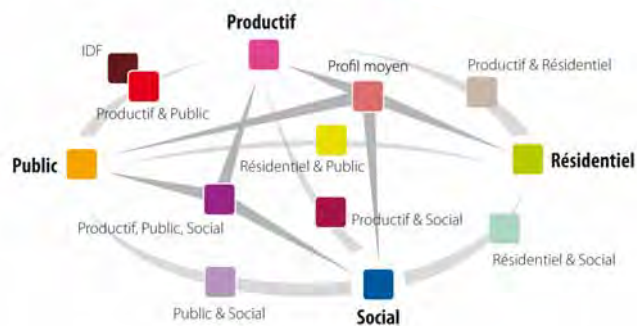 Productif
IDF
Profil moyen
Productif & Résidentiel
Productif & Public
Public
Résidentiel & Public
Résidentiel
Productif, Public, Social
Productif & Social
Résidentiel & Social
Public & Social
Social